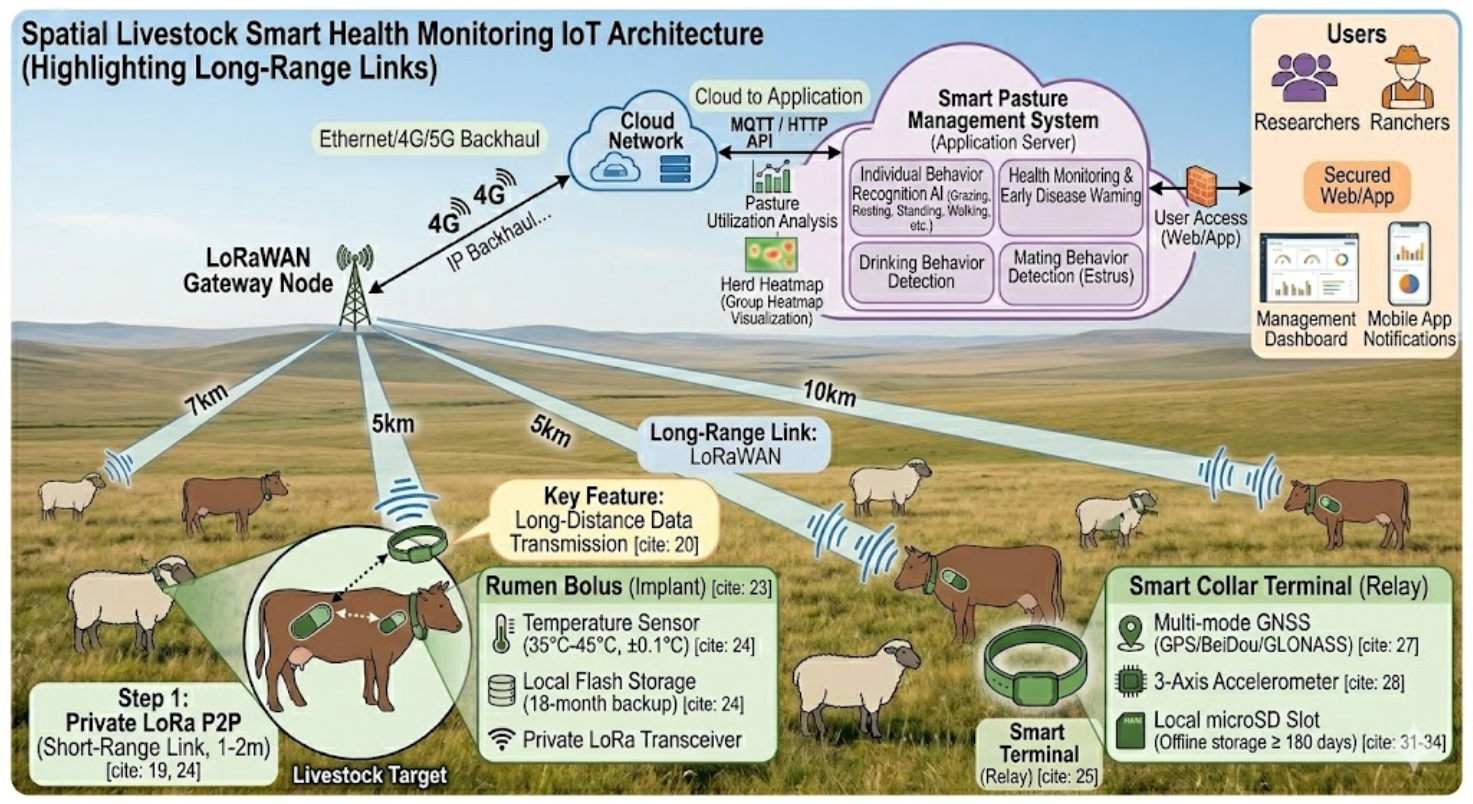 Spatial Livestock Smart Health Monitoring IoT Architecture
(Highlighting Long-Range Links)
Ethernet/4G/5G Backhaul
4G
4G
IP Backhaul...
LoRaWAN
Gateway Node
Cloud
Network
Cloud to Application
MQTT / HTTP
API
Pasture
Utilization Analysis
Herd Heatmap
(Group Heatmap
Visualization)
Smart Pasture
Management System
(Application Server)
Individual Behavior
Recognition AI (Grazing,
Resting, Standing, Walking,
etc.)
Health Monitoring &
Early Disease Warning
Drinking Behavior
Detection
Mating Behavior
Detection (Estrus)
User Access
(Web/App)
Users
Researchers
Ranchers
Secured
Web/App
Management
Dashboard
Mobile App
Notifications
7km
5km
5km
10km
Long-Range Link:
LoRaWAN
Key Feature:
Long-Distance Data
Transmission [cite: 20]
Step 1:
Private LoRa P2P
(Short-Range Link, 1-2m)
[cite: 19, 24]
Livestock Target
Rumen Bolus (Implant) [cite: 23]
Temperature Sensor
(35°C-45°C, ±0.1°C) [cite: 24]
Local Flash Storage
(18-month backup) [cite: 24]
Private LoRa Transceiver
Smart
Terminal
(Relay) [cite: 25]
Smart Collar Terminal (Relay)
Multi-mode GNSS
(GPS/BeiDou/GLONASS) [cite: 27]
3-Axis Accelerometer [cite: 28]
Local microSD Slot
(Offline storage ≥ 180 days) [cite: 31-34]